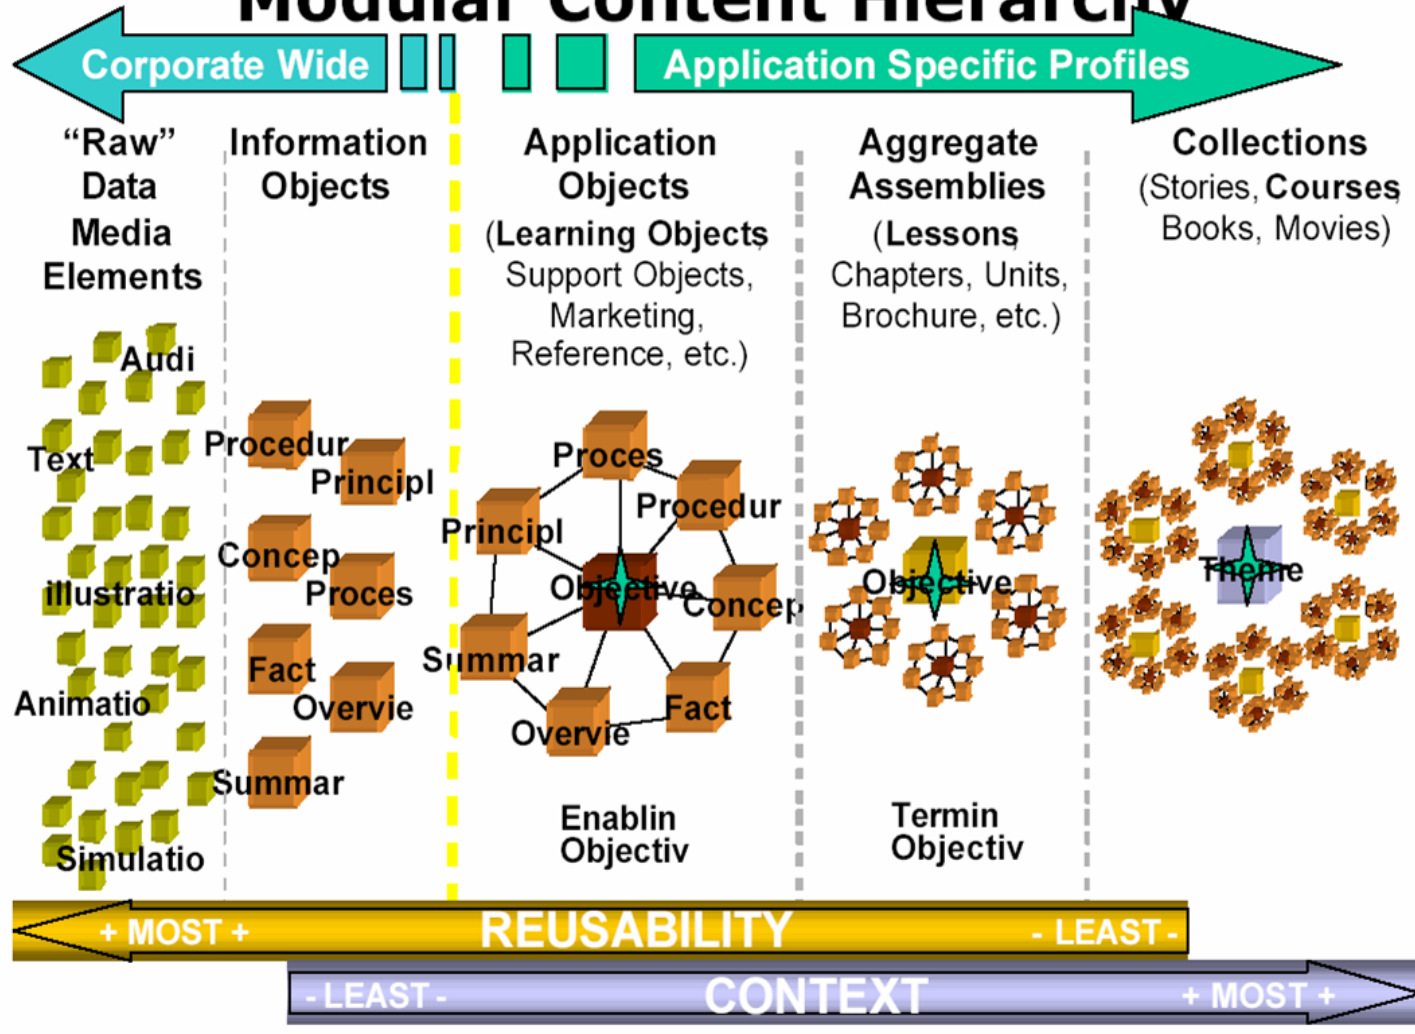 Modular Content Hierarchy
Corporate Wide
Application Specific Profiles
“Raw”
Data
Media
Elements
Information
Objects
Application
Objects
(Learning Objects,
Support Objects,
Marketing,
Reference, etc.)
Aggregate
Assemblies
(Lessons,
Chapters, Units,
Brochure, etc.)
Collections
(Stories, Courses,
Books, Movies)
Audi
Text
illustratio
Animatio
Simulatio
Procedur
Principl
Concep
Proces
Fact
Overvie
Summar
Proces
Procedur
Principl
Objective
Concep
Summar
Fact
Overvie
Enablin
Objectiv
Objective
Termin
Objectiv
Theme
+ MOST +
REUSABILITY
- LEAST -
- LEAST -
CONTEXT
+ MOST +